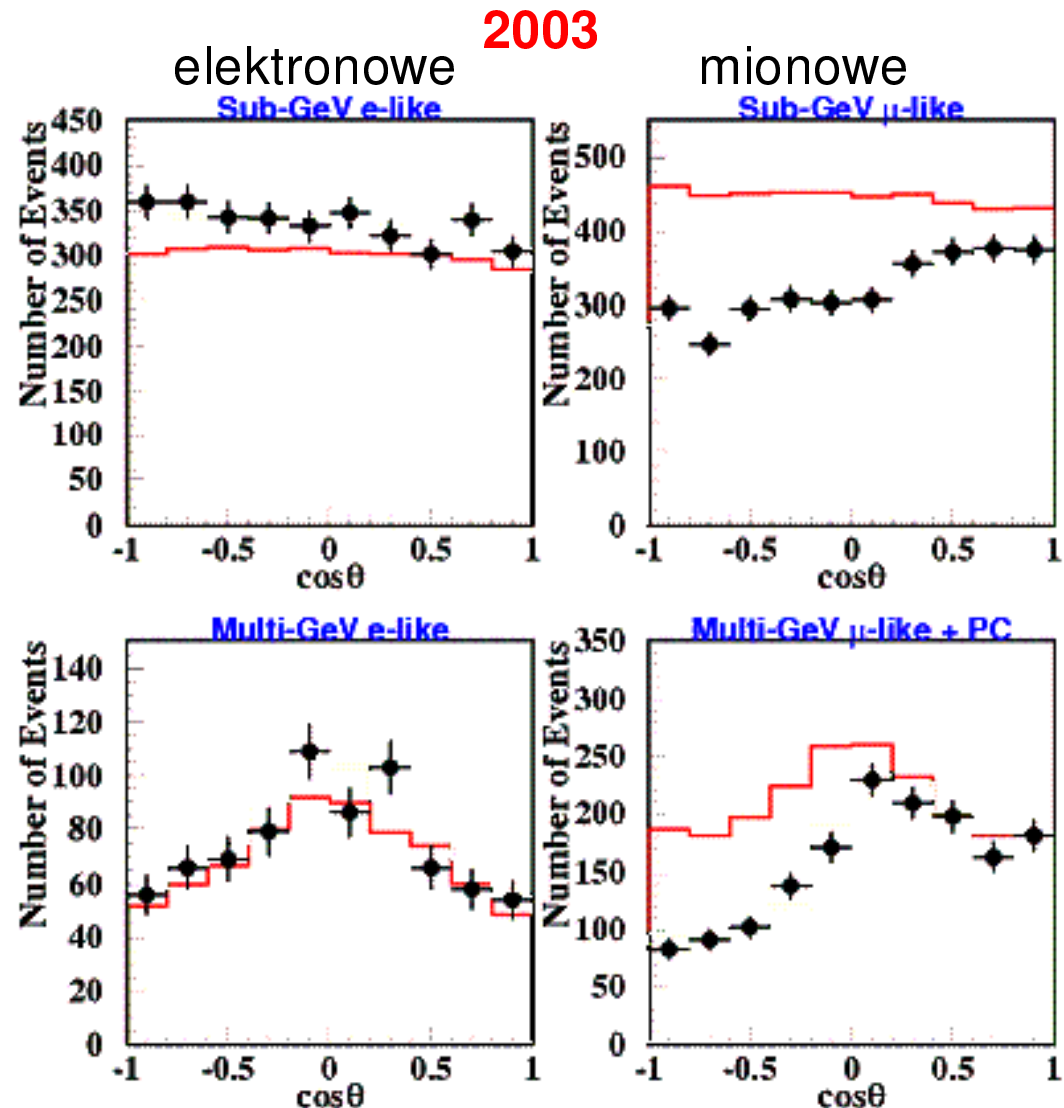 2003
elektronowe mionowe
Sub-GeV e-like
Number of Events
450
400
350
300
250
200
150
100
50
0
-1 -0.5 0 0.5 1
cosθ
Sub-GeV μ-like
Number of Events
500
400
300
200
100
0
-1 -0.5 0 0.5 1
cosθ
Multi-GeV e-like
Number of Events
140
120
100
80
60
40
20
0
-1 -0.5 0 0.5 1
cosθ
Multi-GeV μ-like + PC
Number of Events
350
300
250
200
150
100
50
0
-1 -0.5 0 0.5 1
cosθ